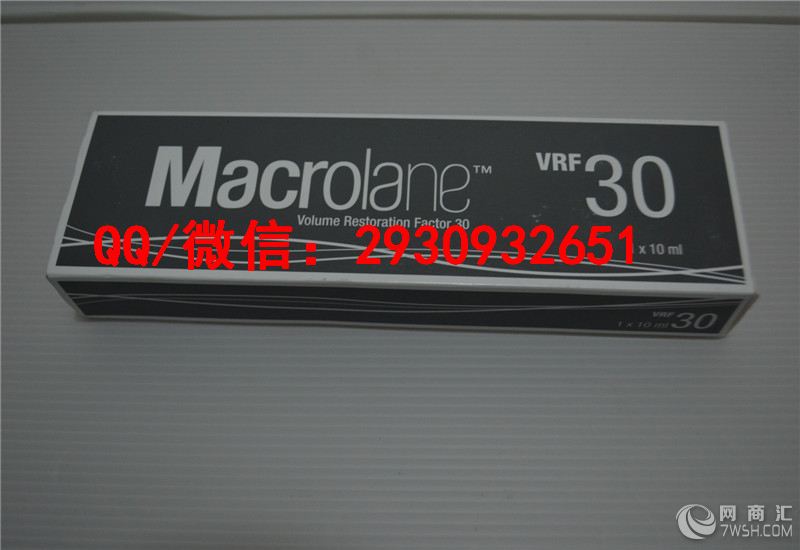 Macrolane™ VRF 30
Volume Restoration Factor 30
QQ/微信：2930932651
x 10 ml
VRF 30
1 x 10 ml
网商汇
7WSH.COM